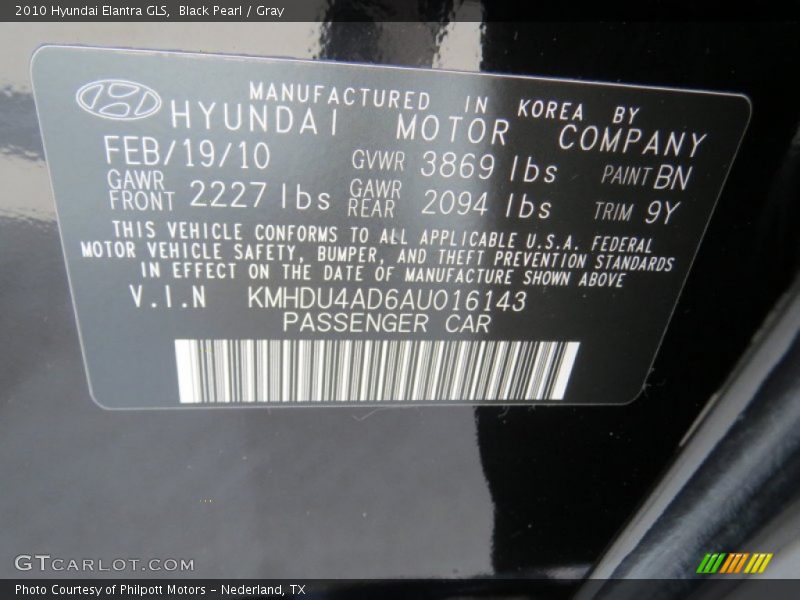 2010 Hyundai Elantra GLS, Black Pearl / Gray
MANUFACTURED IN KOREA BY
HYUNDAI MOTOR COMPANY
FEB/19/10 GVWR 3869 lbs PAINT BN
GAWR FRONT 2227 lbs GAWR REAR 2094 lbs TRIM 9Y
THIS VEHICLE CONFORMS TO ALL APPLICABLE U.S.A. FEDERAL
MOTOR VEHICLE SAFETY, BUMPER, AND THEFT PREVENTION STANDARDS
IN EFFECT ON THE DATE OF MANUFACTURE SHOWN ABOVE
V.I.N KMHDU4AD6AU016143
PASSENGER CAR
GTCARLOT.COM
Photo Courtesy of Philpott Motors - Nederland, TX